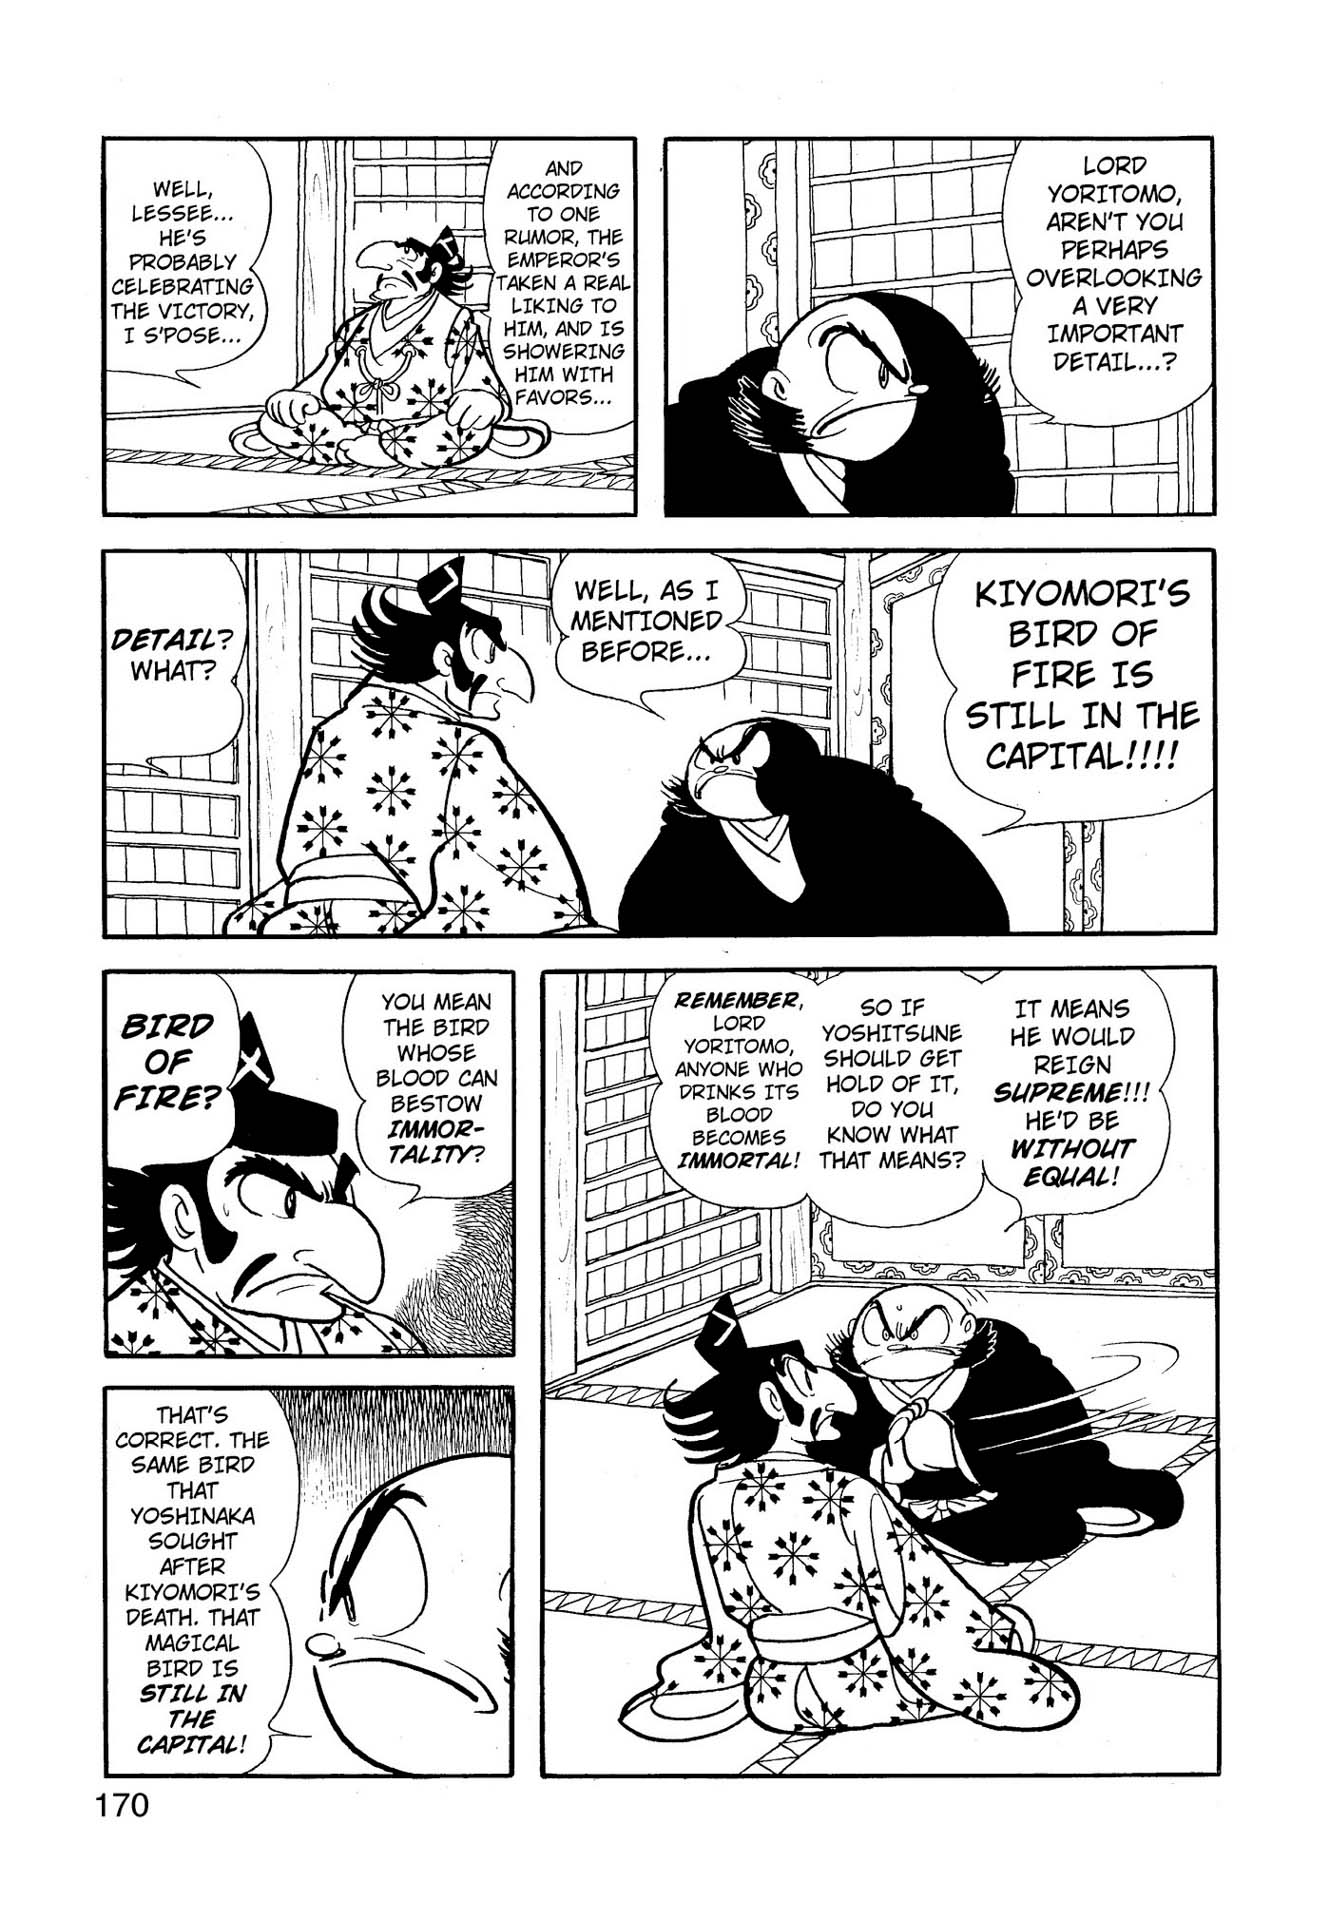 WELL,
LESSEE...
HE'S
PROBABLY
CELEBRATING
THE VICTORY,
I S'POSE...
AND
ACCORDING
TO ONE
RUMOR, THE
EMPEROR'S
TAKEN A REAL
LIKING TO
HIM, AND IS
SHOWERING
HIM WITH
FAVORS...
LORD
YORITOMO,
AREN'T YOU
PERHAPS
OVERLOOKING
A VERY
IMPORTANT
DETAIL...?
DETAIL?
WHAT?
WELL, AS I
MENTIONED
BEFORE...
KIYOMORI'S
BIRD OF
FIRE IS
STILL IN THE
CAPITAL!!!!
BIRD
OF
FIRE?
YOU MEAN
THE BIRD
WHOSE
BLOOD CAN
BESTOW
IMMOR-
TALITY?
THAT'S
CORRECT. THE
SAME BIRD
THAT
YOSHINAKA
SOUGHT
AFTER
KIYOMORI'S
DEATH. THAT
MAGICAL
BIRD IS
STILL IN
THE
CAPITAL!
REMEMBER,
LORD
YORITOMO,
ANYONE WHO
DRINKS ITS
BLOOD
BECOMES
IMMORTAL!
SO IF
YOSHITSUNE
SHOULD GET
HOLD OF IT,
DO YOU
KNOW WHAT
THAT MEANS?
IT MEANS
HE WOULD
REIGN
SUPREME!!!
HE'D BE
WITHOUT
EQUAL!
170